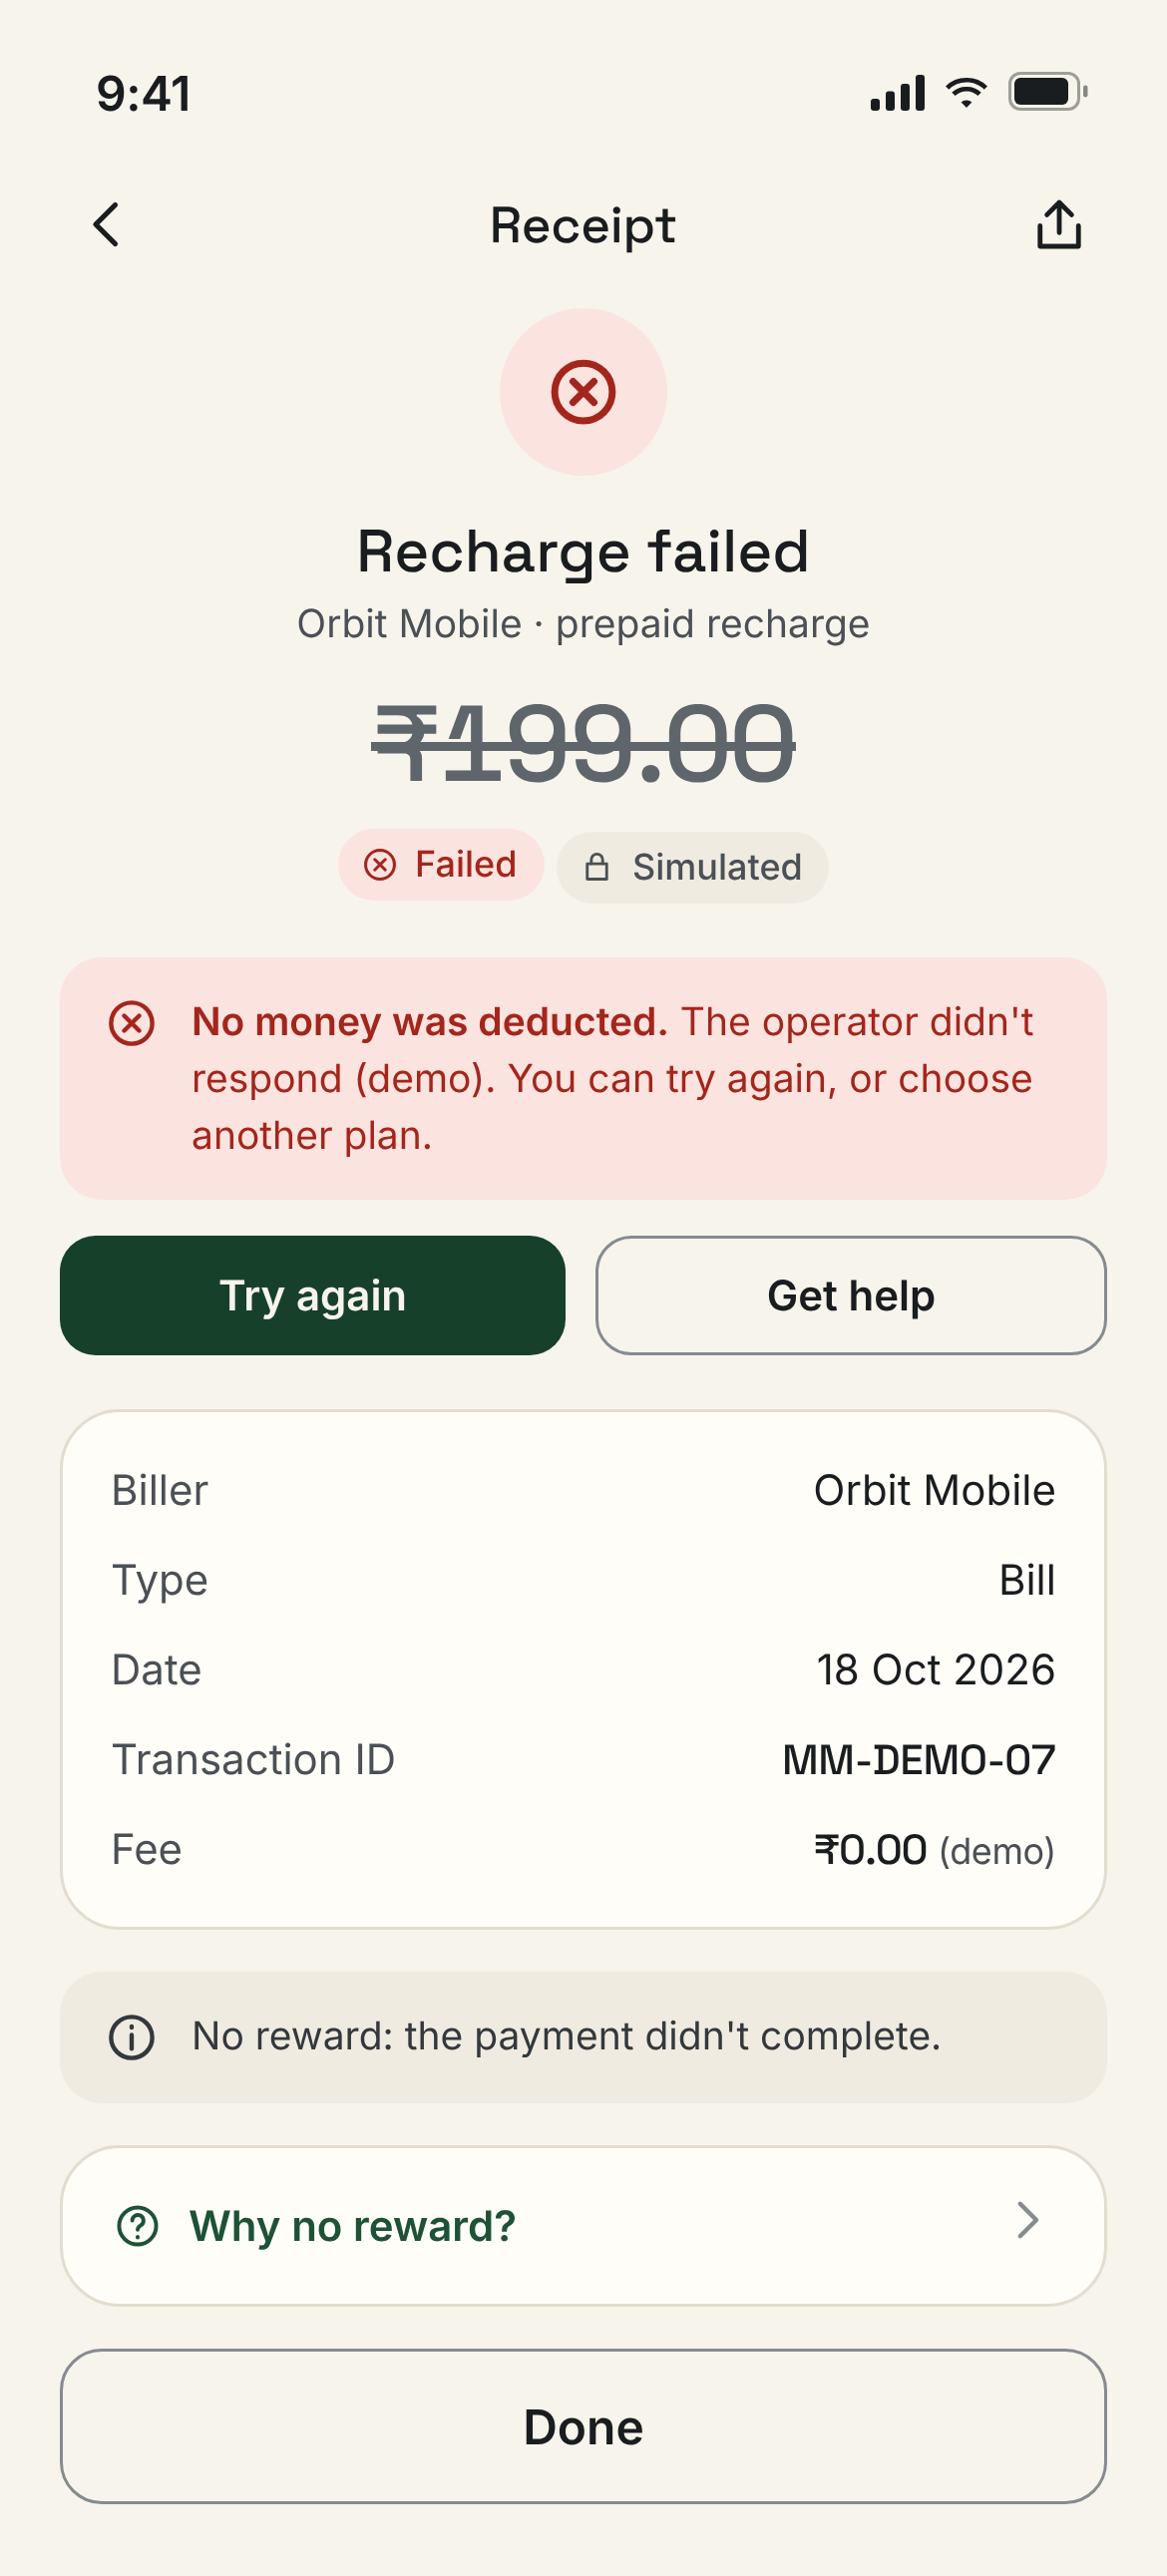 9:41
Receipt
Recharge failed
Orbit Mobile · prepaid recharge
₹199.00
Failed
Simulated
No money was deducted. The operator didn't
respond (demo). You can try again, or choose
another plan.
Try again
Get help
Biller Orbit Mobile
Type Bill
Date 18 Oct 2026
Transaction ID MM-DEMO-07
Fee ₹0.00 (demo)
No reward: the payment didn't complete.
Why no reward?
Done